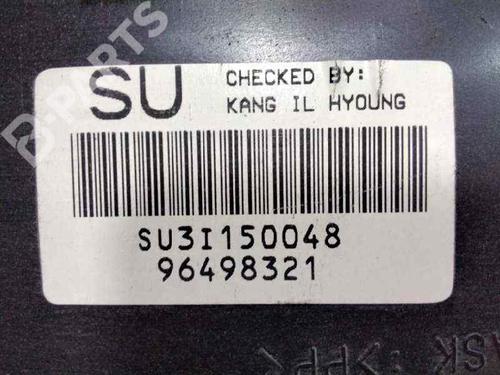 B-PARTS
SU
CHECKED BY:
KANG IL HYOUNG
SU3I150048
96498321